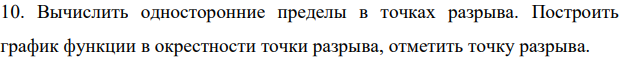 10. Вычислить односторонние пределы в точках разрыва. Построить
график функции в окрестности точки разрыва, отметить точку разрыва.